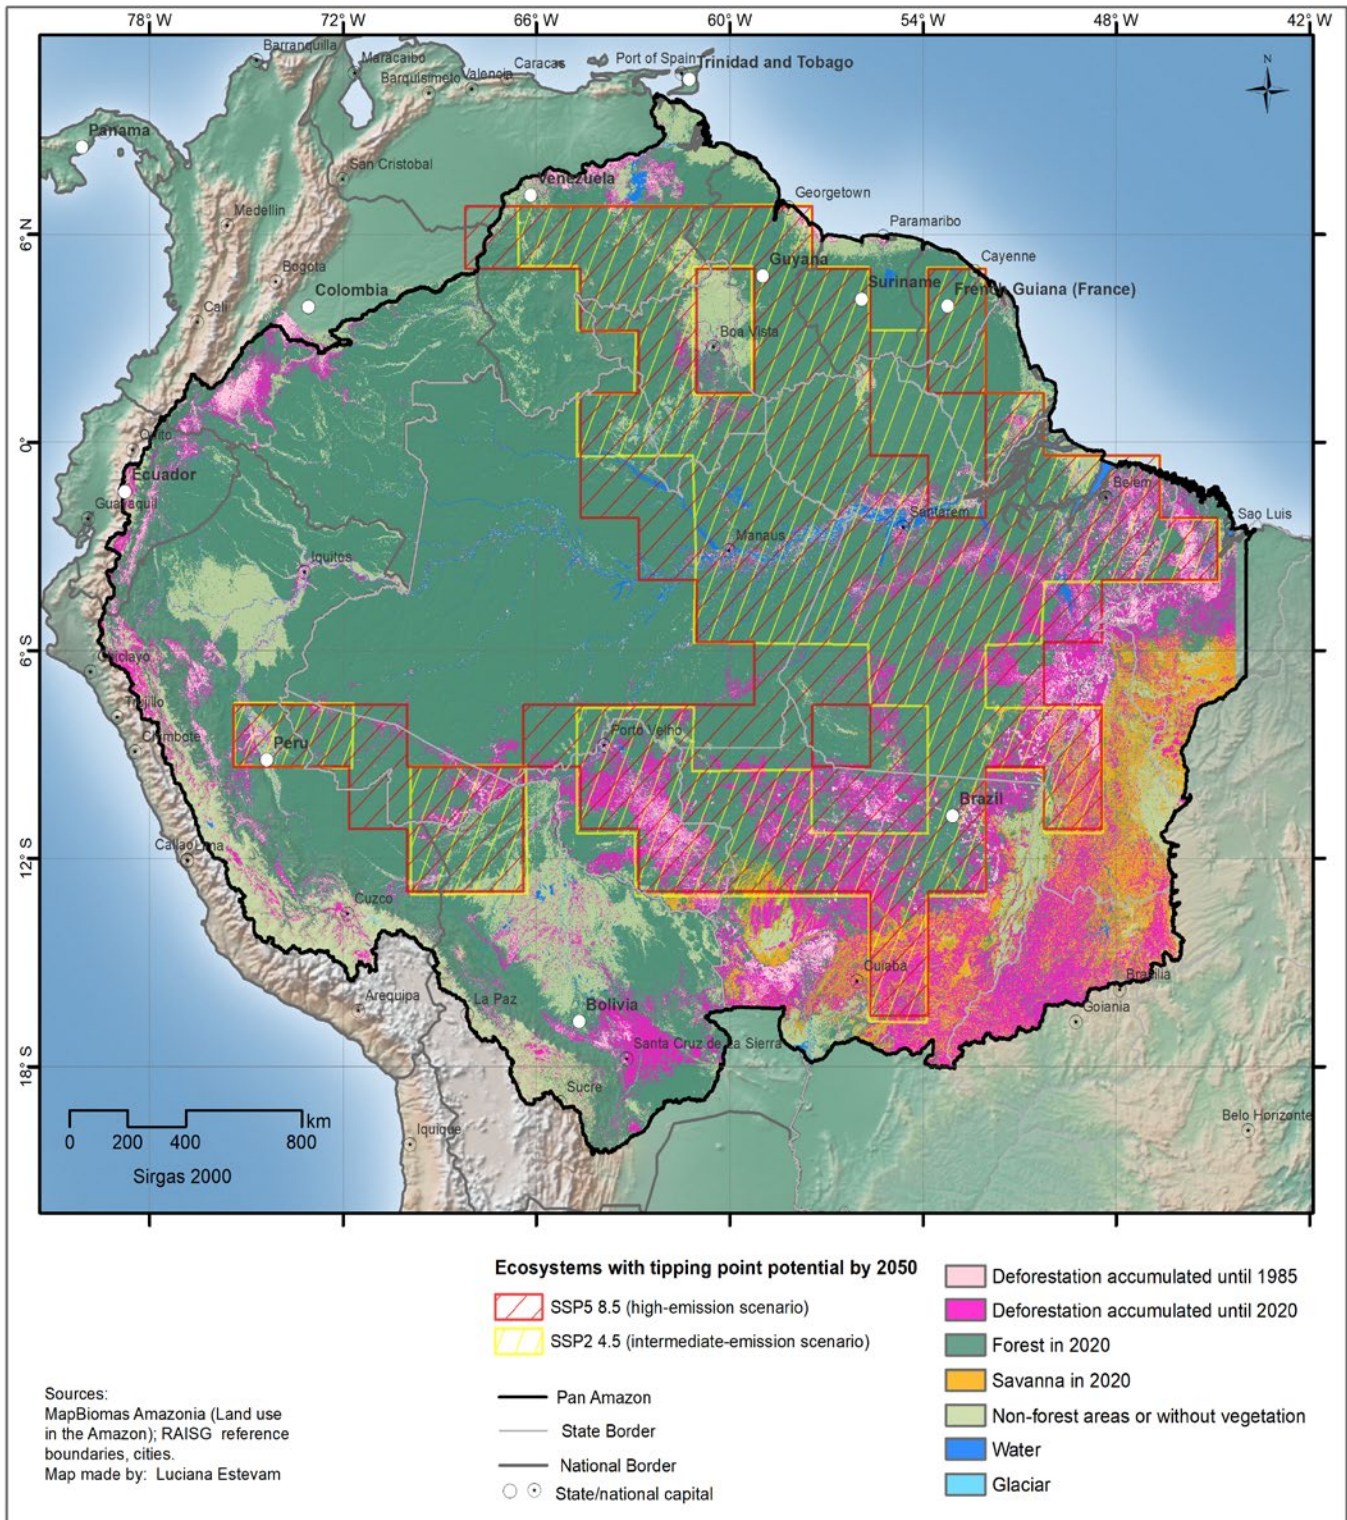 78°W 72°W 66°W 60°W 54°W 48°W 42°W
N
Barranquilla
Maracaibo
Caracas
Port of Spain
Trinidad and Tobago
Barquisimeto
Valencia
Panama
San Cristobal
Venezuela
Medellin
Georgetown
Paramaribo
6°N
Bogota
Guyana
Cayenne
Colombia
Suriname
French Guiana (France)
Cali
Boa Vista
0°
Quito
Ecuador
Guayaquil
Belem
Santarem
Sao Luis
Manaus
Iquitos
6°S
Chiclayo
Trujillo
Chimbote
Peru
Porto Velho
Brazil
12°S
Callao
Lima
Cuzco
Cuiaba
Brasilia
Arequipa
La Paz
Bolivia
Goiania
Santa Cruz de La Sierra
18°S
Sucre
Iquique
Belo Horizonte
km
0 200 400 800
Sirgas 2000
Ecosystems with tipping point potential by 2050
SSP5 8.5 (high-emission scenario)
SSP2 4.5 (intermediate-emission scenario)
Pan Amazon
State Border
National Border
State/national capital
Deforestation accumulated until 1985
Deforestation accumulated until 2020
Forest in 2020
Savanna in 2020
Non-forest areas or without vegetation
Water
Glaciar
Sources:
MapBiomas Amazonia (Land use
in the Amazon); RAISG reference
boundaries, cities.
Map made by: Luciana Estevam